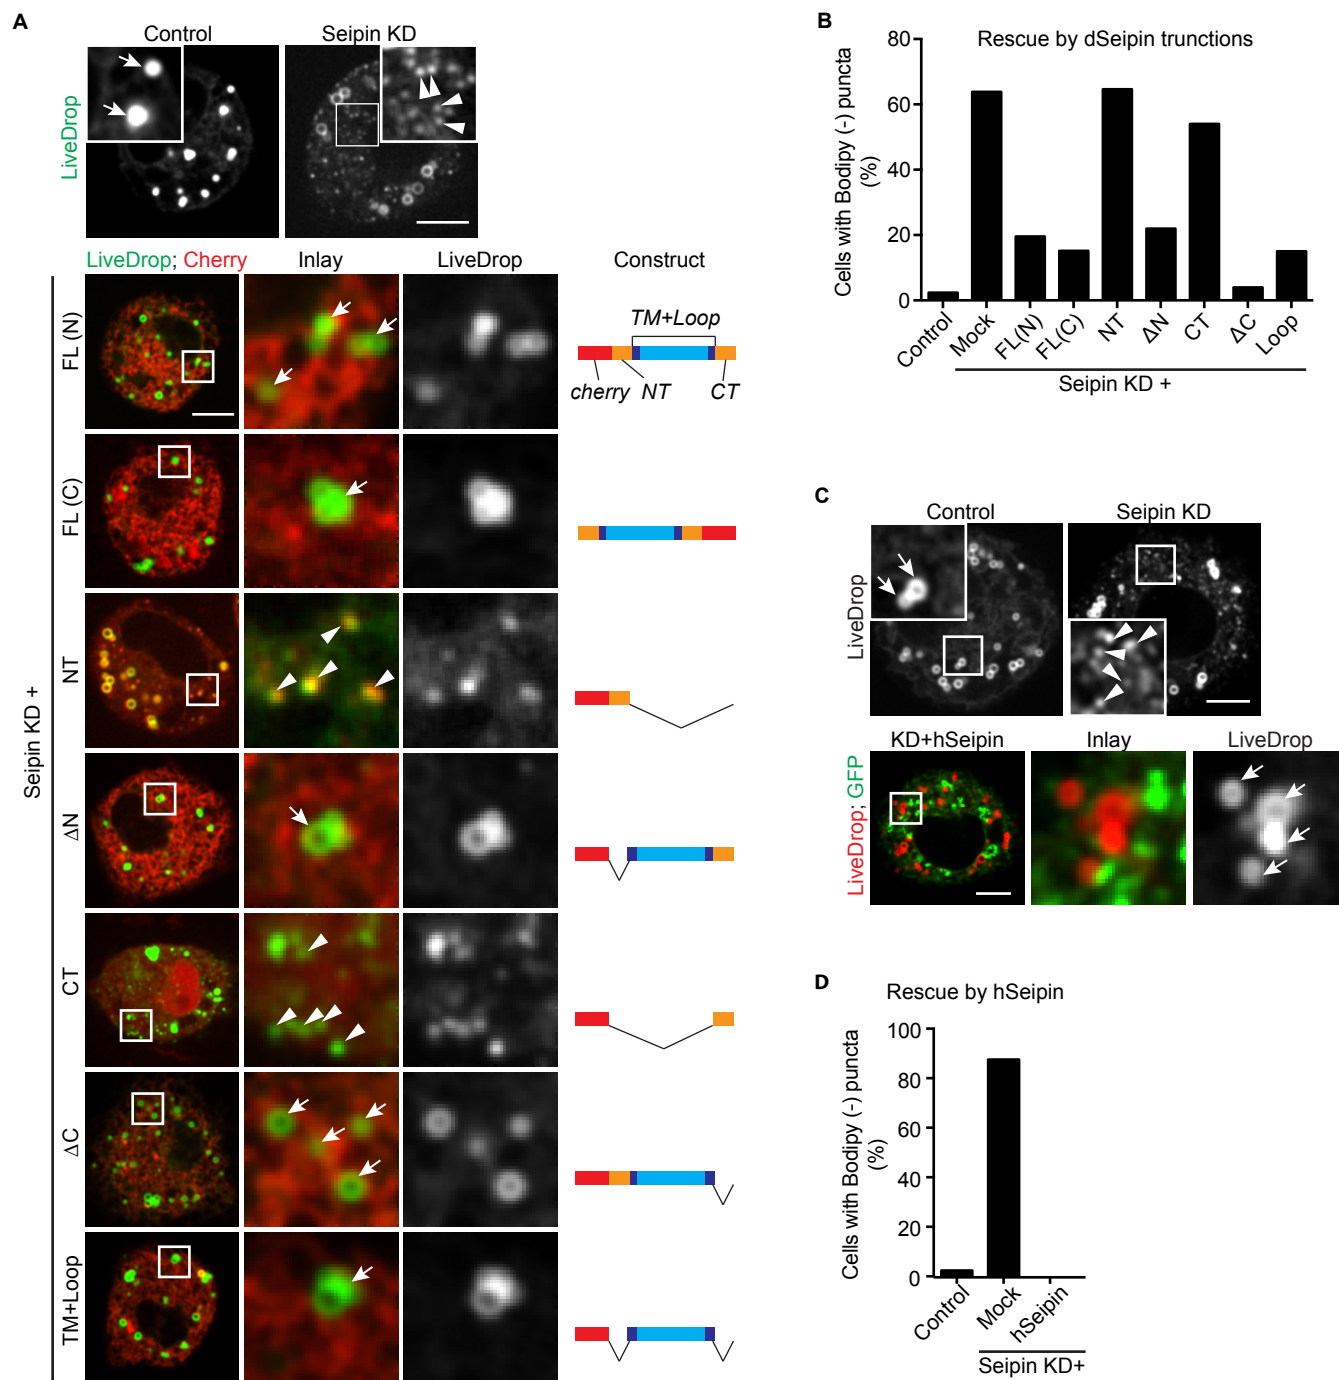 A
Control
Seipin KD
LiveDrop
LiveDrop; Cherry
Inlay
LiveDrop
Construct
Seipin KD +
FL (N)
TM+Loop
cherry
NT
CT
FL (C)
NT
ΔN
CT
ΔC
TM+Loop
B
Rescue by dSeipin trunctions
Cells with Bodipy (-) puncta
(%)
80
60
40
20
0
Control
Mock
FL(N)
FL(C)
NT
ΔN
CT
ΔC
Loop
Seipin KD +
C
Control
Seipin KD
LiveDrop
KD+hSeipin
Inlay
LiveDrop
LiveDrop; GFP
D
Rescue by hSeipin
Cells with Bodipy (-) puncta
(%)
100
80
60
40
20
0
Control
Mock
hSeipin
Seipin KD+